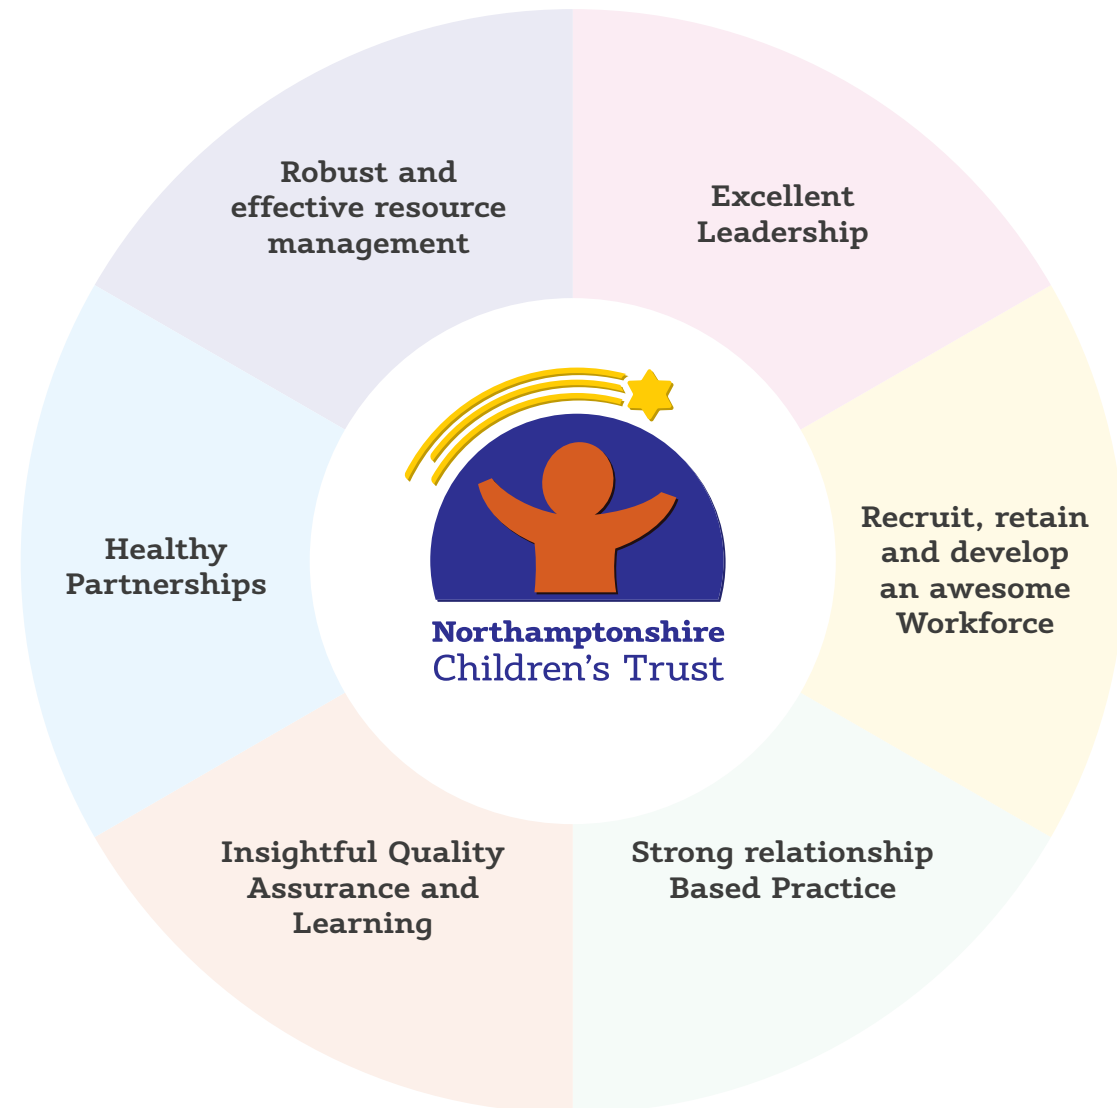 Robust and
effective resource
management
Excellent
Leadership
Recruit, retain
and develop
an awesome
Workforce
Strong relationship
Based Practice
Insightful Quality
Assurance and
Learning
Healthy
Partnerships
Northamptonshire
Children’s Trust